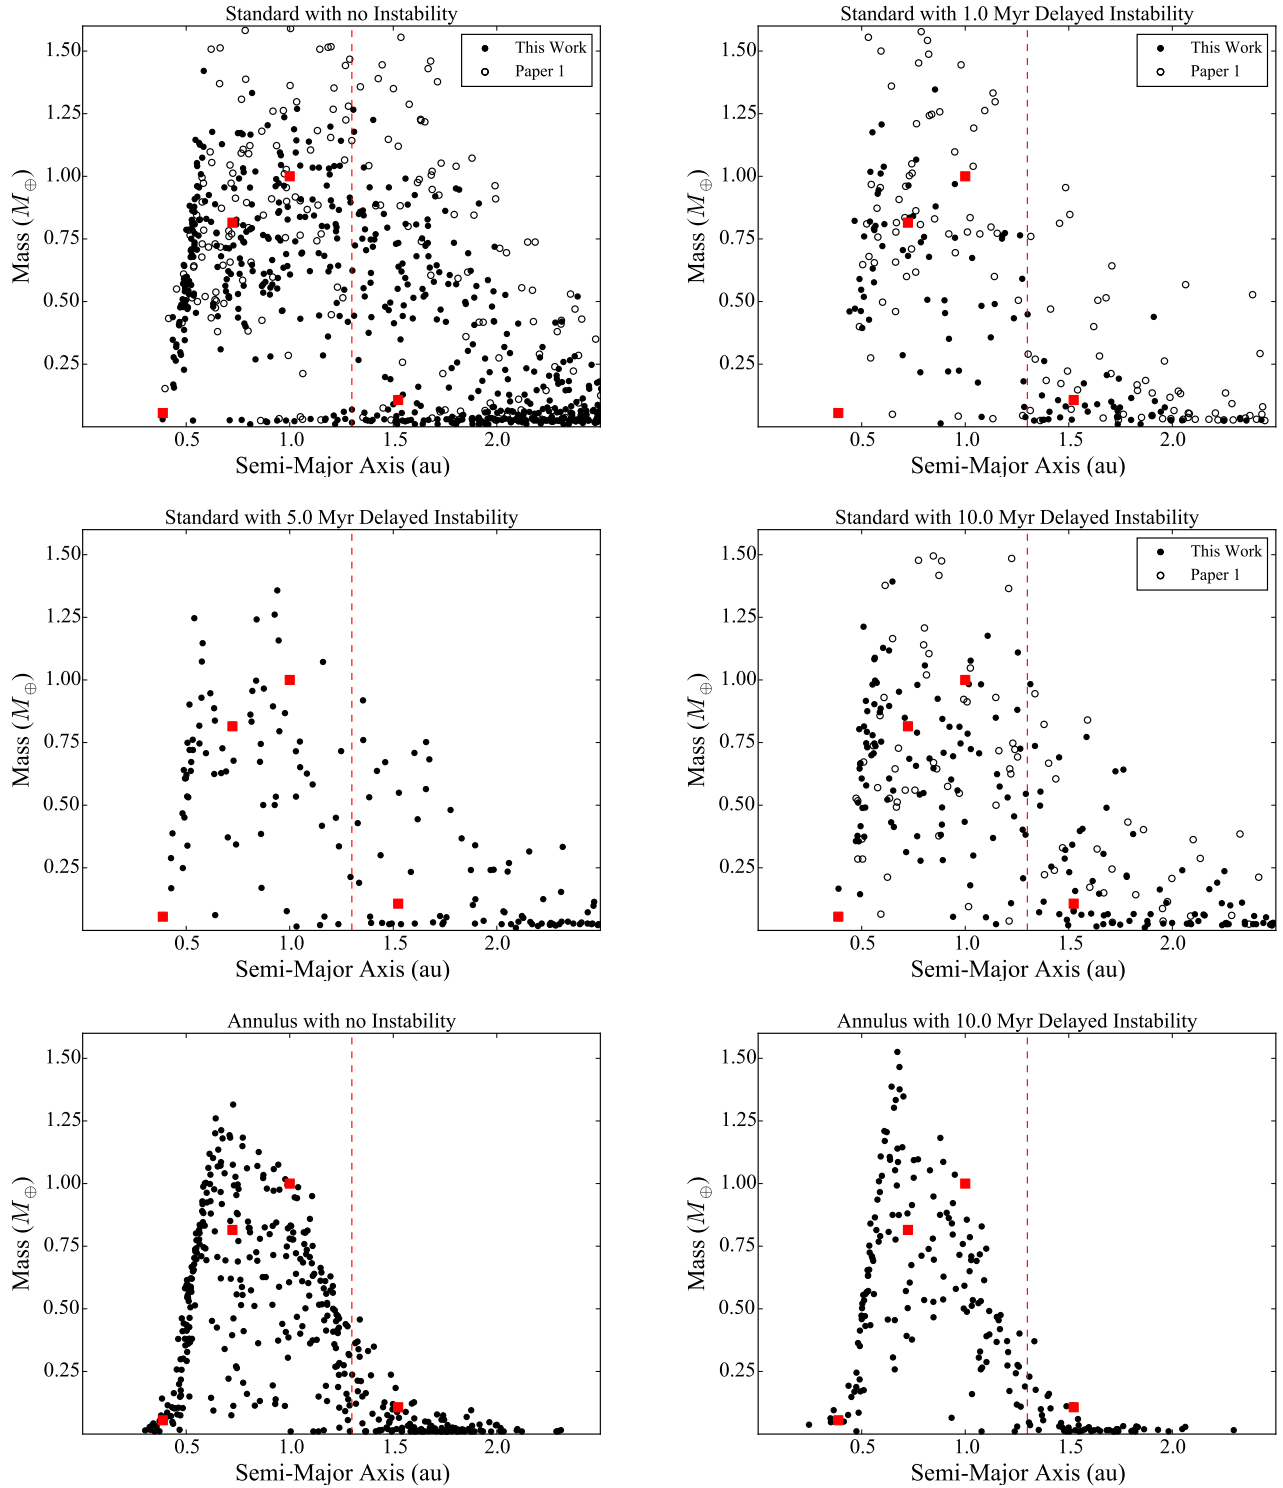 Standard with no Instability
This Work
Paper 1
1.50
1.25
1.00
0.75
0.50
0.25
Mass (M⊕)
0.5 1.0 1.5 2.0
Semi-Major Axis (au)
Standard with 1.0 Myr Delayed Instability
This Work
Paper 1
1.50
1.25
1.00
0.75
0.50
0.25
Mass (M⊕)
0.5 1.0 1.5 2.0
Semi-Major Axis (au)
Standard with 5.0 Myr Delayed Instability
1.50
1.25
1.00
0.75
0.50
0.25
Mass (M⊕)
0.5 1.0 1.5 2.0
Semi-Major Axis (au)
Standard with 10.0 Myr Delayed Instability
This Work
Paper 1
1.50
1.25
1.00
0.75
0.50
0.25
Mass (M⊕)
0.5 1.0 1.5 2.0
Semi-Major Axis (au)
Annulus with no Instability
1.50
1.25
1.00
0.75
0.50
0.25
Mass (M⊕)
0.5 1.0 1.5 2.0
Semi-Major Axis (au)
Annulus with 10.0 Myr Delayed Instability
1.50
1.25
1.00
0.75
0.50
0.25
Mass (M⊕)
0.5 1.0 1.5 2.0
Semi-Major Axis (au)